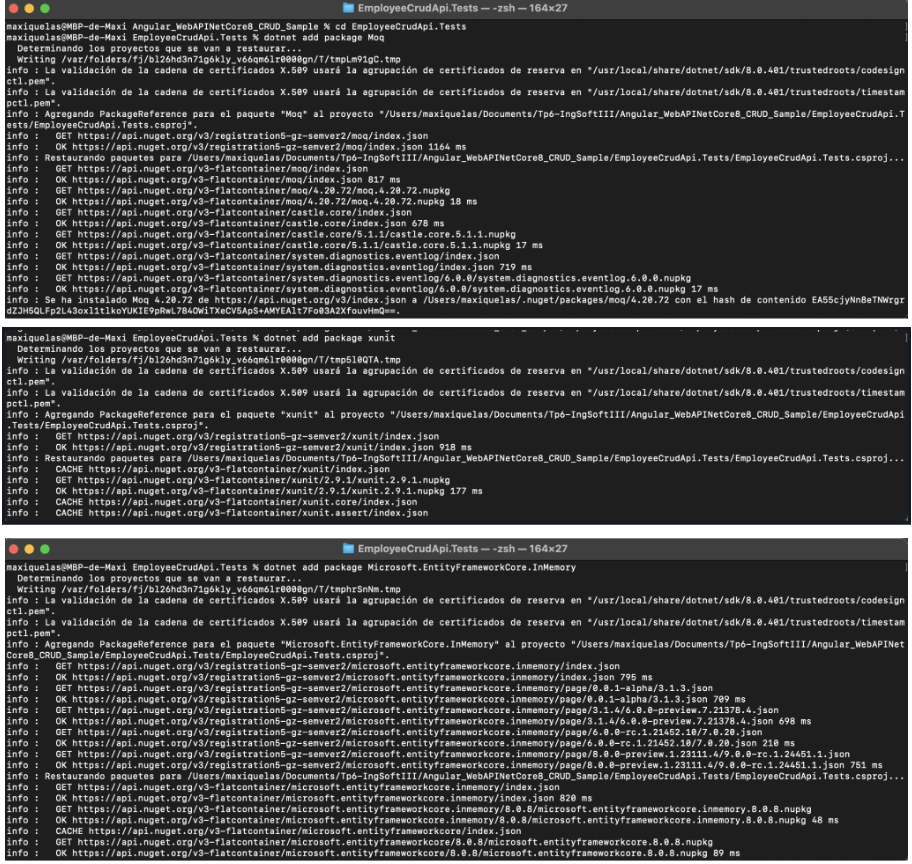 EmployeeCrudApi.Tests — -zsh — 164×27
maxiquelas@MBP-de-Maxi Angular_WebAPINetCore8_CRUD_Sample % cd EmployeeCrudApi.Tests
maxiquelas@MBP-de-Maxi EmployeeCrudApi.Tests % dotnet add package Moq
Determinando los proyectos que se van a restaurar...
Writing /var/folders/fj/bl26hd3n71g6kly_v66qm6lr0000gn/T/tmpLm91gC.tmp
info : La validación de la cadena de certificados X.509 usará la agrupación de certificados de reserva en "/usr/local/share/dotnet/sdk/8.0.401/trustedroots/codesign
ctl.pem".
info : La validación de la cadena de certificados X.509 usará la agrupación de certificados de reserva en "/usr/local/share/dotnet/sdk/8.0.401/trustedroots/timestam
pctl.pem".
info : Agregando PackageReference para el paquete "Moq" al proyecto "/Users/maxiquelas/Documents/Tp6-IngSoftIII/Angular_WebAPINetCore8_CRUD_Sample/EmployeeCrudApi.T
ests/EmployeeCrudApi.Tests.csproj".
info :   GET https://api.nuget.org/v3/registration5-gz-semver2/moq/index.json
info :   OK https://api.nuget.org/v3/registration5-gz-semver2/moq/index.json 1164 ms
info : Restaurando paquetes para /Users/maxiquelas/Documents/Tp6-IngSoftIII/Angular_WebAPINetCore8_CRUD_Sample/EmployeeCrudApi.Tests/EmployeeCrudApi.Tests.csproj...
info :   GET https://api.nuget.org/v3-flatcontainer/moq/index.json
info :   OK https://api.nuget.org/v3-flatcontainer/moq/index.json 817 ms
info :   GET https://api.nuget.org/v3-flatcontainer/moq/4.20.72/moq.4.20.72.nupkg
info :   OK https://api.nuget.org/v3-flatcontainer/moq/4.20.72/moq.4.20.72.nupkg 18 ms
info :   GET https://api.nuget.org/v3-flatcontainer/castle.core/index.json
info :   OK https://api.nuget.org/v3-flatcontainer/castle.core/index.json 678 ms
info :   GET https://api.nuget.org/v3-flatcontainer/castle.core/5.1.1/castle.core.5.1.1.nupkg
info :   OK https://api.nuget.org/v3-flatcontainer/castle.core/5.1.1/castle.core.5.1.1.nupkg 17 ms
info :   GET https://api.nuget.org/v3-flatcontainer/system.diagnostics.eventlog/index.json
info :   OK https://api.nuget.org/v3-flatcontainer/system.diagnostics.eventlog/index.json 719 ms
info :   GET https://api.nuget.org/v3-flatcontainer/system.diagnostics.eventlog/6.0.0/system.diagnostics.eventlog.6.0.0.nupkg
info :   OK https://api.nuget.org/v3-flatcontainer/system.diagnostics.eventlog/6.0.0/system.diagnostics.eventlog.6.0.0.nupkg 17 ms
info : Se ha instalado Moq 4.20.72 de https://api.nuget.org/v3/index.json a /Users/maxiquelas/.nuget/packages/moq/4.20.72 con el hash de contenido EA55cjyNn8eTNWrgr
dZJH5QLFp2L43oxl1tlkoYUKIE9pRwL784OWiTXeCV5ApS+AMYEAlt7Fo03A2XfouvHmQ==.
maxiquelas@MBP-de-Maxi EmployeeCrudApi.Tests % dotnet add package xunit
Determinando los proyectos que se van a restaurar...
Writing /var/folders/fj/bl26hd3n71g6kly_v66qm6lr0000gn/T/tmp5l0QTA.tmp
info : La validación de la cadena de certificados X.509 usará la agrupación de certificados de reserva en "/usr/local/share/dotnet/sdk/8.0.401/trustedroots/codesign
ctl.pem".
info : La validación de la cadena de certificados X.509 usará la agrupación de certificados de reserva en "/usr/local/share/dotnet/sdk/8.0.401/trustedroots/timestam
pctl.pem".
info : Agregando PackageReference para el paquete "xunit" al proyecto "/Users/maxiquelas/Documents/Tp6-IngSoftIII/Angular_WebAPINetCore8_CRUD_Sample/EmployeeCrudApi
.Tests/EmployeeCrudApi.Tests.csproj".
info :   GET https://api.nuget.org/v3/registration5-gz-semver2/xunit/index.json
info :   OK https://api.nuget.org/v3/registration5-gz-semver2/xunit/index.json 918 ms
info : Restaurando paquetes para /Users/maxiquelas/Documents/Tp6-IngSoftIII/Angular_WebAPINetCore8_CRUD_Sample/EmployeeCrudApi.Tests/EmployeeCrudApi.Tests.csproj...
info :   CACHE https://api.nuget.org/v3-flatcontainer/xunit/index.json
info :   GET https://api.nuget.org/v3-flatcontainer/xunit/2.9.1/xunit.2.9.1.nupkg
info :   OK https://api.nuget.org/v3-flatcontainer/xunit/2.9.1/xunit.2.9.1.nupkg 177 ms
info :   CACHE https://api.nuget.org/v3-flatcontainer/xunit.core/index.json
info :   CACHE https://api.nuget.org/v3-flatcontainer/xunit.assert/index.json
EmployeeCrudApi.Tests — -zsh — 164×27
maxiquelas@MBP-de-Maxi EmployeeCrudApi.Tests % dotnet add package Microsoft.EntityFrameworkCore.InMemory
Determinando los proyectos que se van a restaurar...
Writing /var/folders/fj/bl26hd3n71g6kly_v66qm6lr0000gn/T/tmphrSnNm.tmp
info : La validación de la cadena de certificados X.509 usará la agrupación de certificados de reserva en "/usr/local/share/dotnet/sdk/8.0.401/trustedroots/codesign
ctl.pem".
info : La validación de la cadena de certificados X.509 usará la agrupación de certificados de reserva en "/usr/local/share/dotnet/sdk/8.0.401/trustedroots/timestam
pctl.pem".
info : Agregando PackageReference para el paquete "Microsoft.EntityFrameworkCore.InMemory" al proyecto "/Users/maxiquelas/Documents/Tp6-IngSoftIII/Angular_WebAPINet
Core8_CRUD_Sample/EmployeeCrudApi.Tests/EmployeeCrudApi.Tests.csproj".
info :   GET https://api.nuget.org/v3/registration5-gz-semver2/microsoft.entityframeworkcore.inmemory/index.json
info :   OK https://api.nuget.org/v3/registration5-gz-semver2/microsoft.entityframeworkcore.inmemory/index.json 795 ms
info :   GET https://api.nuget.org/v3/registration5-gz-semver2/microsoft.entityframeworkcore.inmemory/page/0.0.1-alpha/3.1.3.json
info :   OK https://api.nuget.org/v3/registration5-gz-semver2/microsoft.entityframeworkcore.inmemory/page/0.0.1-alpha/3.1.3.json 709 ms
info :   GET https://api.nuget.org/v3/registration5-gz-semver2/microsoft.entityframeworkcore.inmemory/page/3.1.4/6.0.0-preview.7.21378.4.json
info :   OK https://api.nuget.org/v3/registration5-gz-semver2/microsoft.entityframeworkcore.inmemory/page/3.1.4/6.0.0-preview.7.21378.4.json 698 ms
info :   GET https://api.nuget.org/v3/registration5-gz-semver2/microsoft.entityframeworkcore.inmemory/page/6.0.0-rc.1.21452.10/7.0.20.json
info :   OK https://api.nuget.org/v3/registration5-gz-semver2/microsoft.entityframeworkcore.inmemory/page/6.0.0-rc.1.21452.10/7.0.20.json 210 ms
info :   GET https://api.nuget.org/v3/registration5-gz-semver2/microsoft.entityframeworkcore.inmemory/page/8.0.0-preview.1.23111.4/9.0.0-rc.1.24451.1.json
info :   OK https://api.nuget.org/v3/registration5-gz-semver2/microsoft.entityframeworkcore.inmemory/page/8.0.0-preview.1.23111.4/9.0.0-rc.1.24451.1.json 751 ms
info : Restaurando paquetes para /Users/maxiquelas/Documents/Tp6-IngSoftIII/Angular_WebAPINetCore8_CRUD_Sample/EmployeeCrudApi.Tests/EmployeeCrudApi.Tests.csproj...
info :   GET https://api.nuget.org/v3-flatcontainer/microsoft.entityframeworkcore.inmemory/index.json
info :   OK https://api.nuget.org/v3-flatcontainer/microsoft.entityframeworkcore.inmemory/index.json 820 ms
info :   GET https://api.nuget.org/v3-flatcontainer/microsoft.entityframeworkcore.inmemory/8.0.8/microsoft.entityframeworkcore.inmemory.8.0.8.nupkg
info :   OK https://api.nuget.org/v3-flatcontainer/microsoft.entityframeworkcore.inmemory/8.0.8/microsoft.entityframeworkcore.inmemory.8.0.8.nupkg 48 ms
info :   CACHE https://api.nuget.org/v3-flatcontainer/microsoft.entityframeworkcore/index.json
info :   GET https://api.nuget.org/v3-flatcontainer/microsoft.entityframeworkcore/8.0.8/microsoft.entityframeworkcore.8.0.8.nupkg
info :   OK https://api.nuget.org/v3-flatcontainer/microsoft.entityframeworkcore/8.0.8/microsoft.entityframeworkcore.8.0.8.nupkg 89 ms